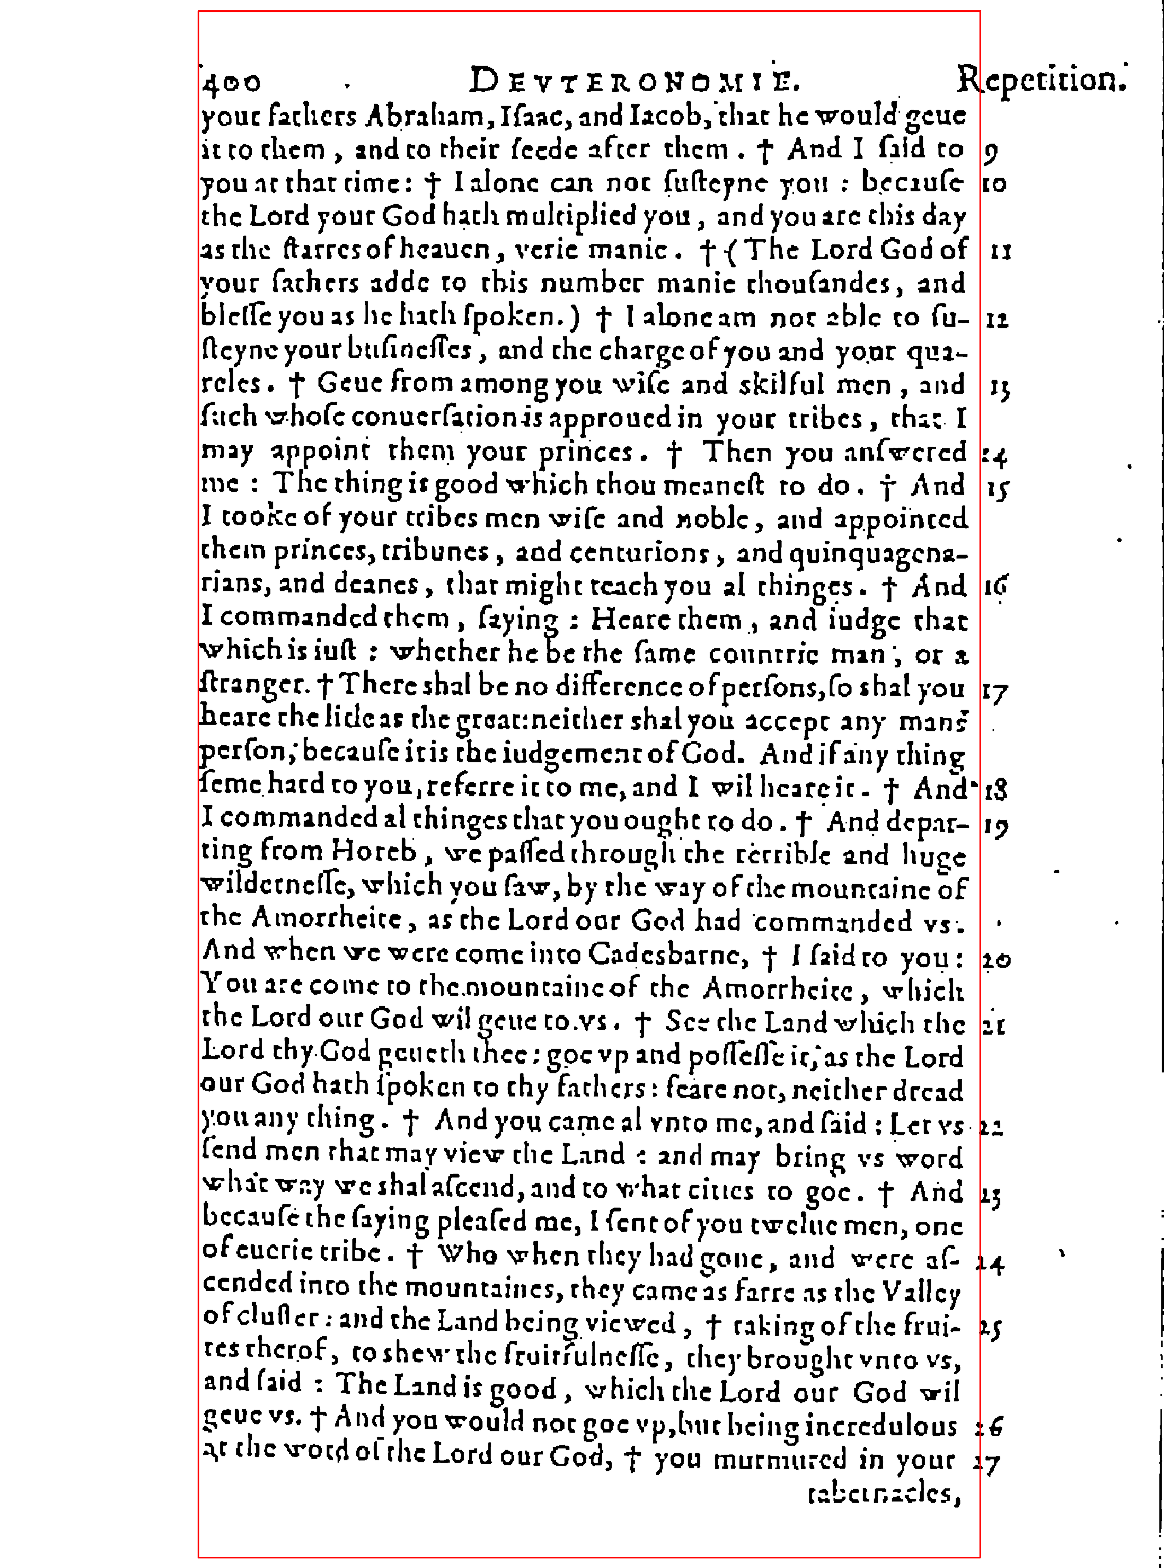 400 DEVTERONOMIE. Repetition.
your fathers Abraham, Iſaac, and Iacob, that he would geue
it to them, and to their ſeede after them. † And I ſaid to 9
you at that time: † I alone can not ſuſteyne you: becauſe 10
the Lord your God hath multiplied you, and you are this day
as the ſtarres of heauen, verie manie. † (The Lord God of 11
your fathers adde to this number manie thouſandes, and
bleſſe you as he hath ſpoken.) † I alone am not able to ſu- 12
ſteyne your buſineſſes, and the charge of you and your qua-
reles. † Geue from among you wiſe and skilful men, and 13
ſuch whoſe conuerſation is approued in your tribes, that I
may appoint them your princes. † Then you anſwered 14
me: The thing is good which thou meaneſt to do. † And 15
I tooke of your tribes men wiſe and noble, and appointed
them princes, tribunes, and centurions, and quinquagena-
rians, and deanes, that might teach you al thinges. † And 16
I commanded them, ſaying: Heare them, and iudge that
which is iuſt: whether he be the ſame countrie man, or a
ſtranger. † There shal be no difference of perſons, ſo shal you 17
heare the litle as the great: neither shal you accept any mans
perſon, becauſe it is the iudgement of God. And if any thing
ſeme hard to you, referre it to me, and I wil heare it. † And 18
I commanded al thinges that you ought to do. † And depar- 19
ting from Horeb, we paſſed through the terrible and huge
wilderneſſe, which you ſaw, by the way of the mountaine of
the Amorrheite, as the Lord our God had commanded vs.
And when we were come into Cadesbarne, † I ſaid to you: 20
You are come to the mountaine of the Amorrheite, which
the Lord our God wil geue to vs. † See the Land which the 21
Lord thy God geueth thee: goe vp and poſſeſſe it, as the Lord
our God hath ſpoken to thy fathers: feare not, neither dread
you any thing. † And you came al vnto me, and ſaid: Let vs 22
ſend men that may view the Land: and may bring vs word
what way we shal aſcend, and to what cities to goe. † And 23
becauſe the ſaying pleaſed me, I ſent of you twelue men, one
of euerie tribe. † Who when they had gone, and were aſ- 24
cended into the mountaines, they came as farre as the Valley
of cluſter: and the Land being viewed, † taking of the frui- 25
tes therof, to shew the fruitfulneſſe, they brought vnto vs,
and ſaid: The Land is good, which the Lord our God wil
geue vs. † And you would not goe vp, but being incredulous 26
at the word of the Lord our God, † you murmured in your 27
tabernacles,